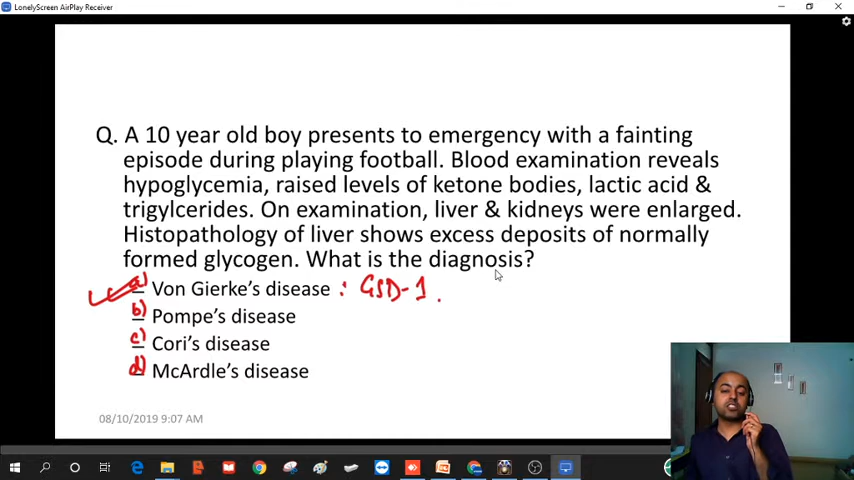 LonelyScreen AirPlay Receiver
Q. A 10 year old boy presents to emergency with a fainting
episode during playing football. Blood examination reveals
hypoglycemia, raised levels of ketone bodies, lactic acid &
trigylcerides. On examination, liver & kidneys were enlarged.
Histopathology of liver shows excess deposits of normally
formed glycogen. What is the diagnosis?
a) Von Gierke's disease : GSD-1.
b) Pompe's disease
c) Cori's disease
d) McArdle's disease
08/10/2019 9:07 AM